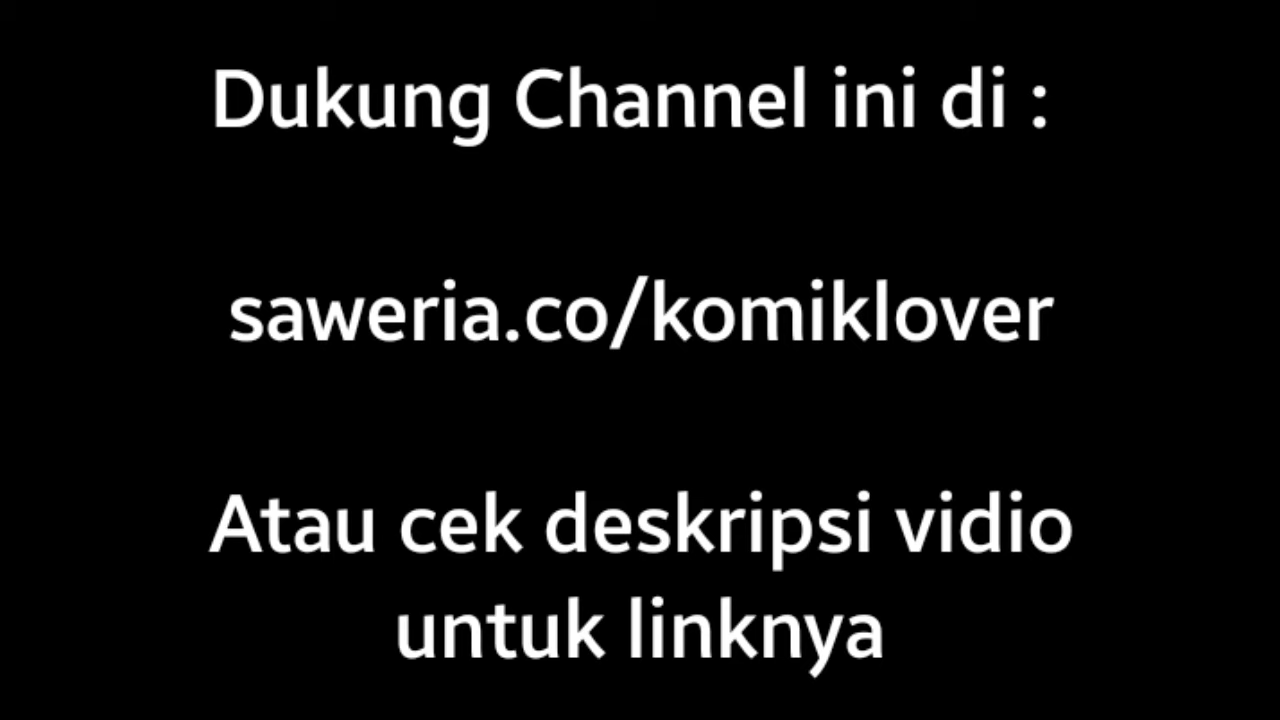 Dukung Channel ini di :
saweria.co/komiklover
Atau cek deskripsi vidio
untuk linknya